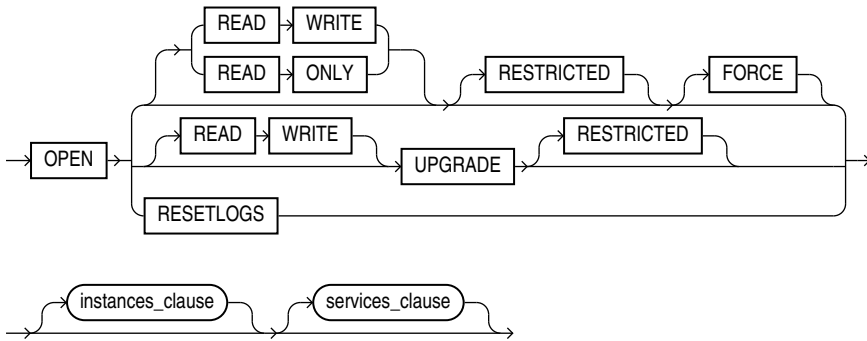 READ WRITE
READ ONLY
RESTRICTED FORCE
READ WRITE RESTRICTED
OPEN UPGRADE
RESETLOGS
instances_clause services_clause